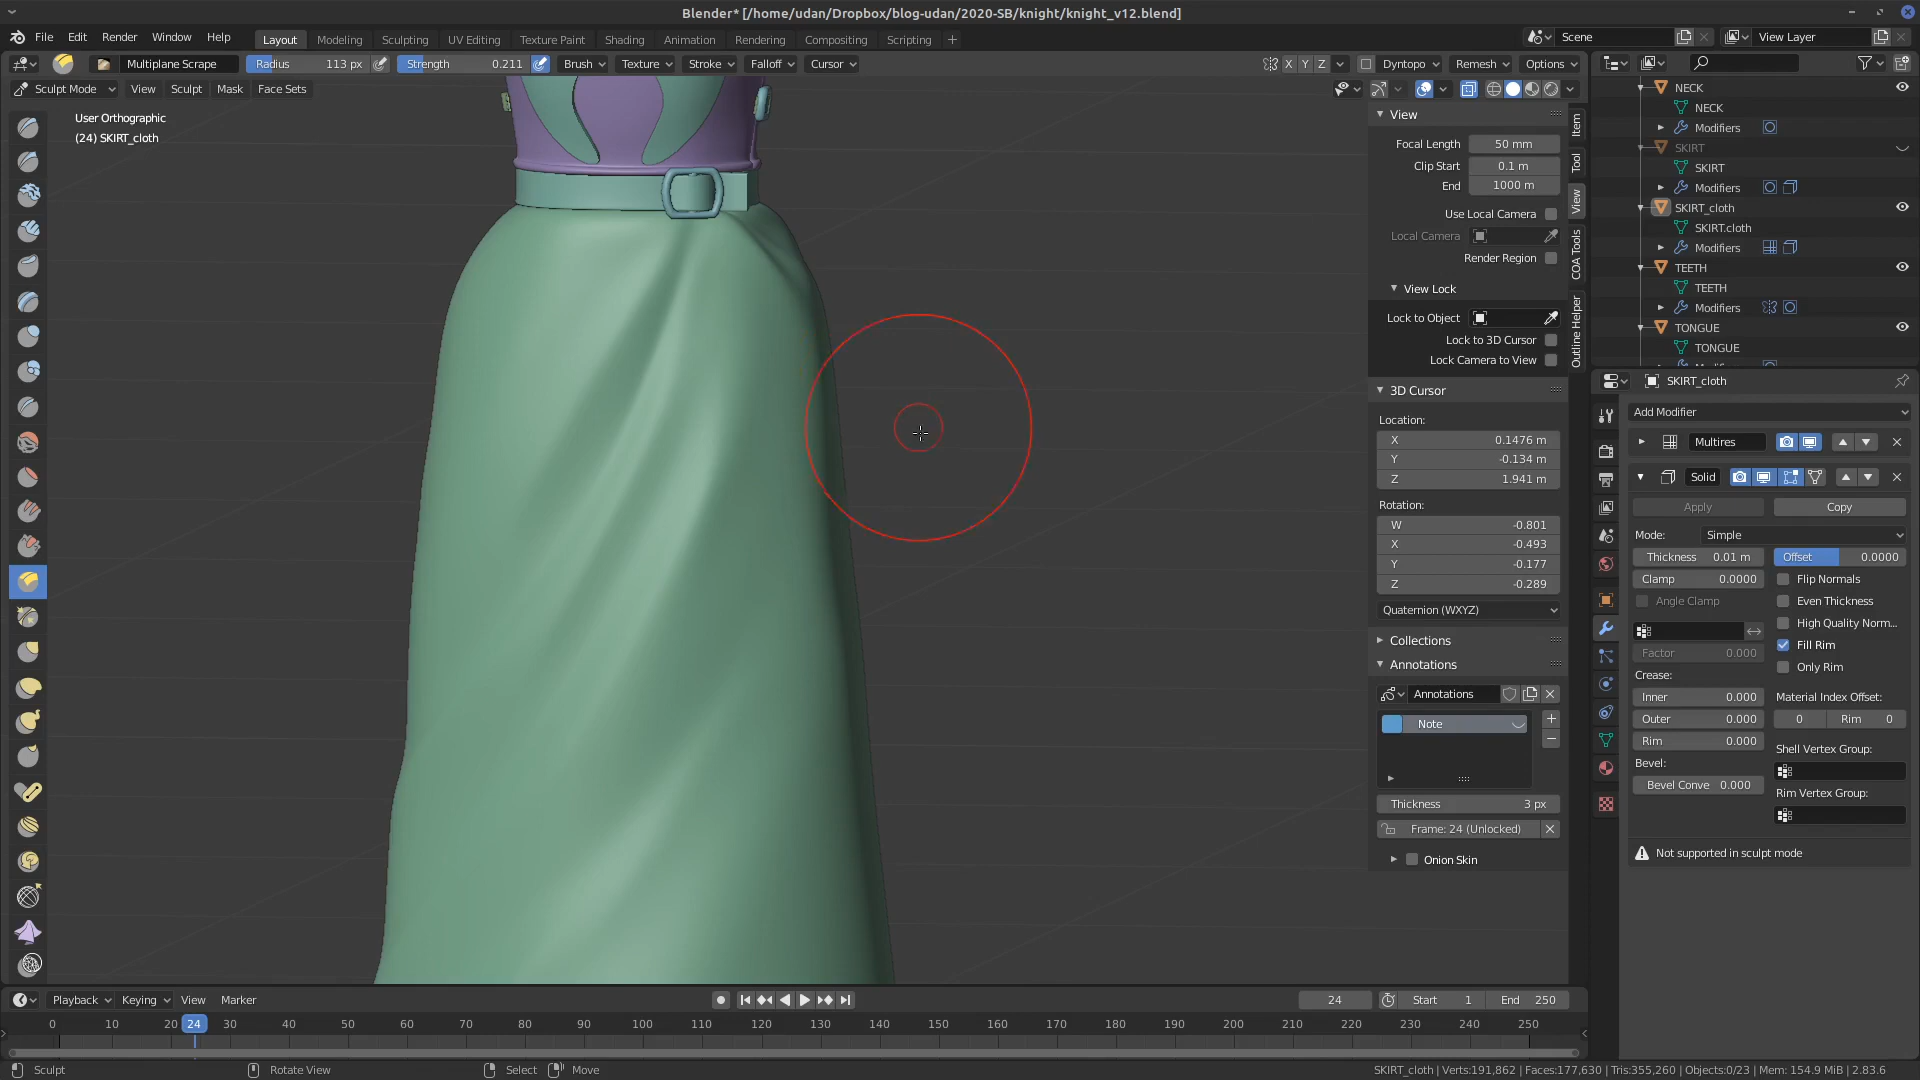 Blender* [/home/udan/Dropbox/blog-udan/2020-SB/knight/knight_v12.blend]
File Edit Render Window Help
Layout Modeling Sculpting UV Editing Texture Paint Shading Animation Rendering Compositing Scripting +
Scene
View Layer
Multiplane Scrape
Radius 113 px
Strength 0.211
Brush Texture Stroke Falloff Cursor
X Y Z
Dyntopo Remesh Options
Sculpt Mode View Sculpt Mask Face Sets
User Orthographic
(24) SKIRT_cloth
View
Focal Length 50 mm
Clip Start 0.1 m
End 1000 m
Use Local Camera
Local Camera
Render Region
View Lock
Lock to Object
Lock to 3D Cursor
Lock Camera to View
3D Cursor
Location:
X 0.1476 m
Y -0.134 m
Z 1.941 m
Rotation:
W -0.801
X -0.493
Y -0.177
Z -0.289
Quaternion (WXYZ)
Collections
Annotations
Annotations
Note
Thickness 3 px
Frame: 24 (Unlocked)
Onion Skin
Item
Tool
View
COA Tools
Outline Helper
NECK
NECK
Modifiers
SKIRT
SKIRT
Modifiers
SKIRT_cloth
SKIRT.cloth
Modifiers
TEETH
TEETH
Modifiers
TONGUE
TONGUE
SKIRT_cloth
Add Modifier
Multires
Solid
Apply Copy
Mode: Simple
Thickness 0.01 m Offset 0.0000
Clamp 0.0000 Flip Normals
Angle Clamp Even Thickness
High Quality Norm...
Fill Rim
Factor 0.000
Only Rim
Crease:
Inner 0.000
Material Index Offset:
Outer 0.000
0 Rim 0
Rim 0.000
Shell Vertex Group:
Bevel:
Bevel Conve 0.000
Rim Vertex Group:
Not supported in sculpt mode
Playback Keying View Marker
24 Start 1 End 250
0 10 20 24 30 40 50 60 70 80 90 100 110 120 130 140 150 160 170 180 190 200 210 220 230 240 250
Sculpt Rotate View Select Move
SKIRT_cloth | Verts:191,862 | Faces:177,630 | Tris:355,260 | Objects:0/23 | Mem: 154.9 MiB | 2.83.6